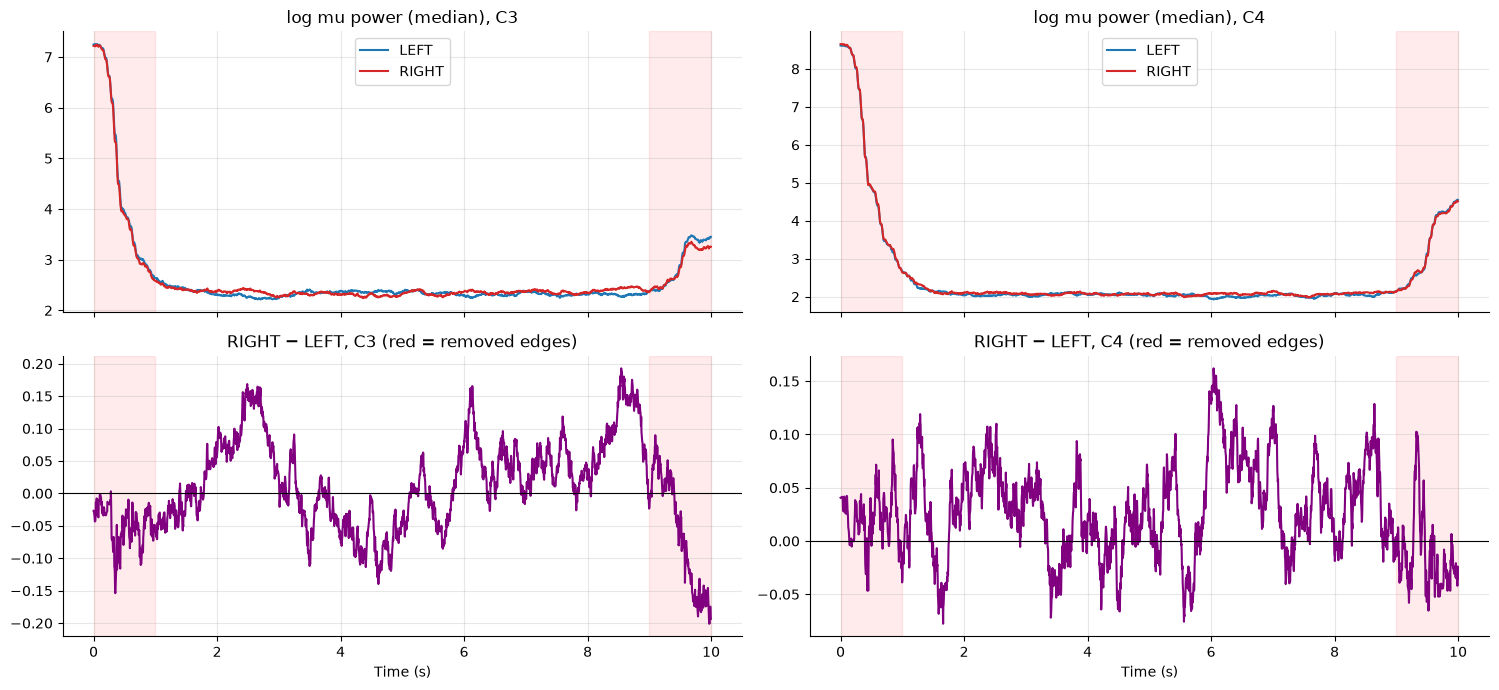 log mu power (median), C3
LEFT
RIGHT
7
6
5
4
3
2
log mu power (median), C4
LEFT
RIGHT
8
7
6
5
4
3
2
RIGHT − LEFT, C3 (red = removed edges)
0.20
0.15
0.10
0.05
0.00
−0.05
−0.10
−0.15
−0.20
0 2 4 6 8 10
Time (s)
RIGHT − LEFT, C4 (red = removed edges)
0.15
0.10
0.05
0.00
−0.05
0 2 4 6 8 10
Time (s)